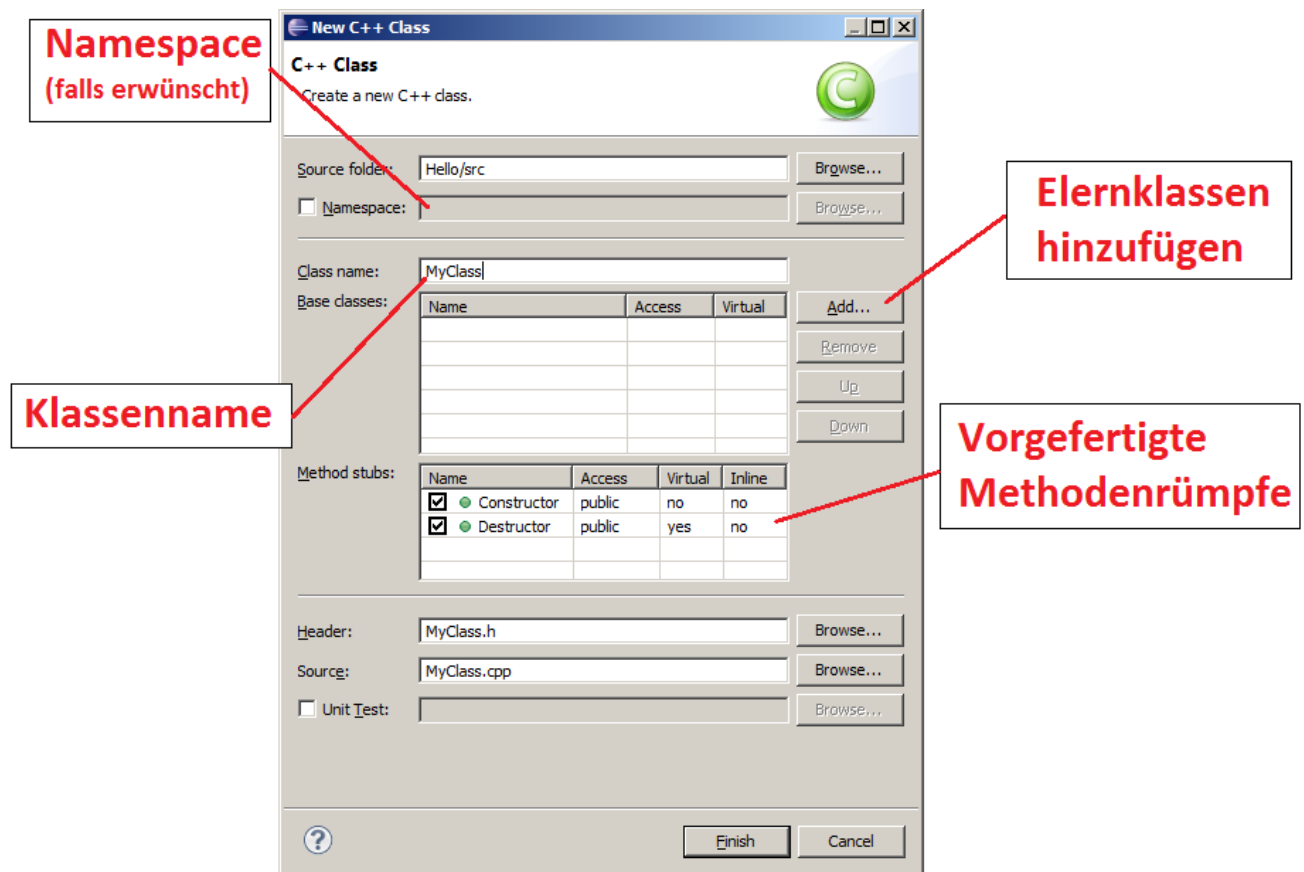 New C++ Class
C++ Class
Create a new C++ class.
C
Namespace
(falls erwünscht)
Source folder: Hello/src Browse...
Namespace: Browse...
Elernklassen
hinzufügen
Class name: MyClass
Base classes: Name Access Virtual Add...
Remove
Up
Down
Klassenname
Vorgefertigte
Methodenrümpfe
Method stubs: Name Access Virtual Inline
Constructor public no no
Destructor public yes no
Header: MyClass.h Browse...
Source: MyClass.cpp Browse...
Unit Test: Browse...
? Finish Cancel